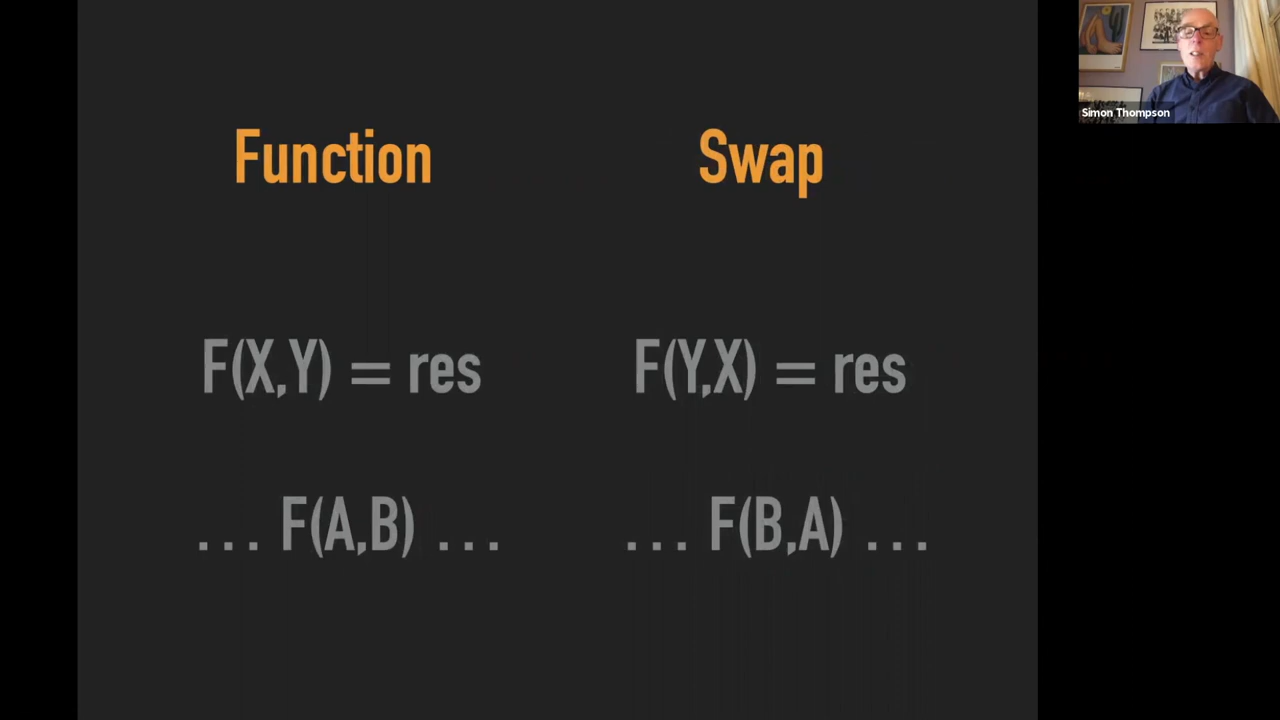 Function
Swap
F(X,Y) = res
F(Y,X) = res
... F(A,B) ...
... F(B,A) ...
Simon Thompson